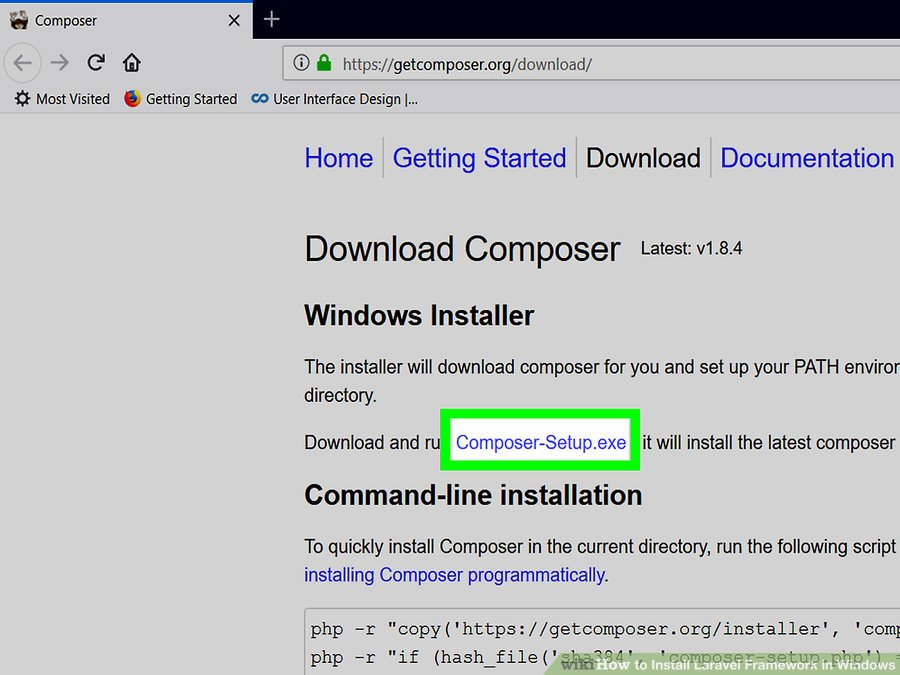 Composer
https://getcomposer.org/download/
Most Visited Getting Started User Interface Design |...
Home Getting Started Download Documentation
Download Composer Latest: v1.8.4
Windows Installer
The installer will download composer for you and set up your PATH environ
directory.
Download and ru Composer-Setup.exe it will install the latest composer
Command-line installation
To quickly install Composer in the current directory, run the following script
installing Composer programmatically.
php -r "copy('https://getcomposer.org/installer', 'comp
php -r "if (hash_file('sha384', 'composer-setup.php') =
wikiHow to Install Laravel Framework in Windows